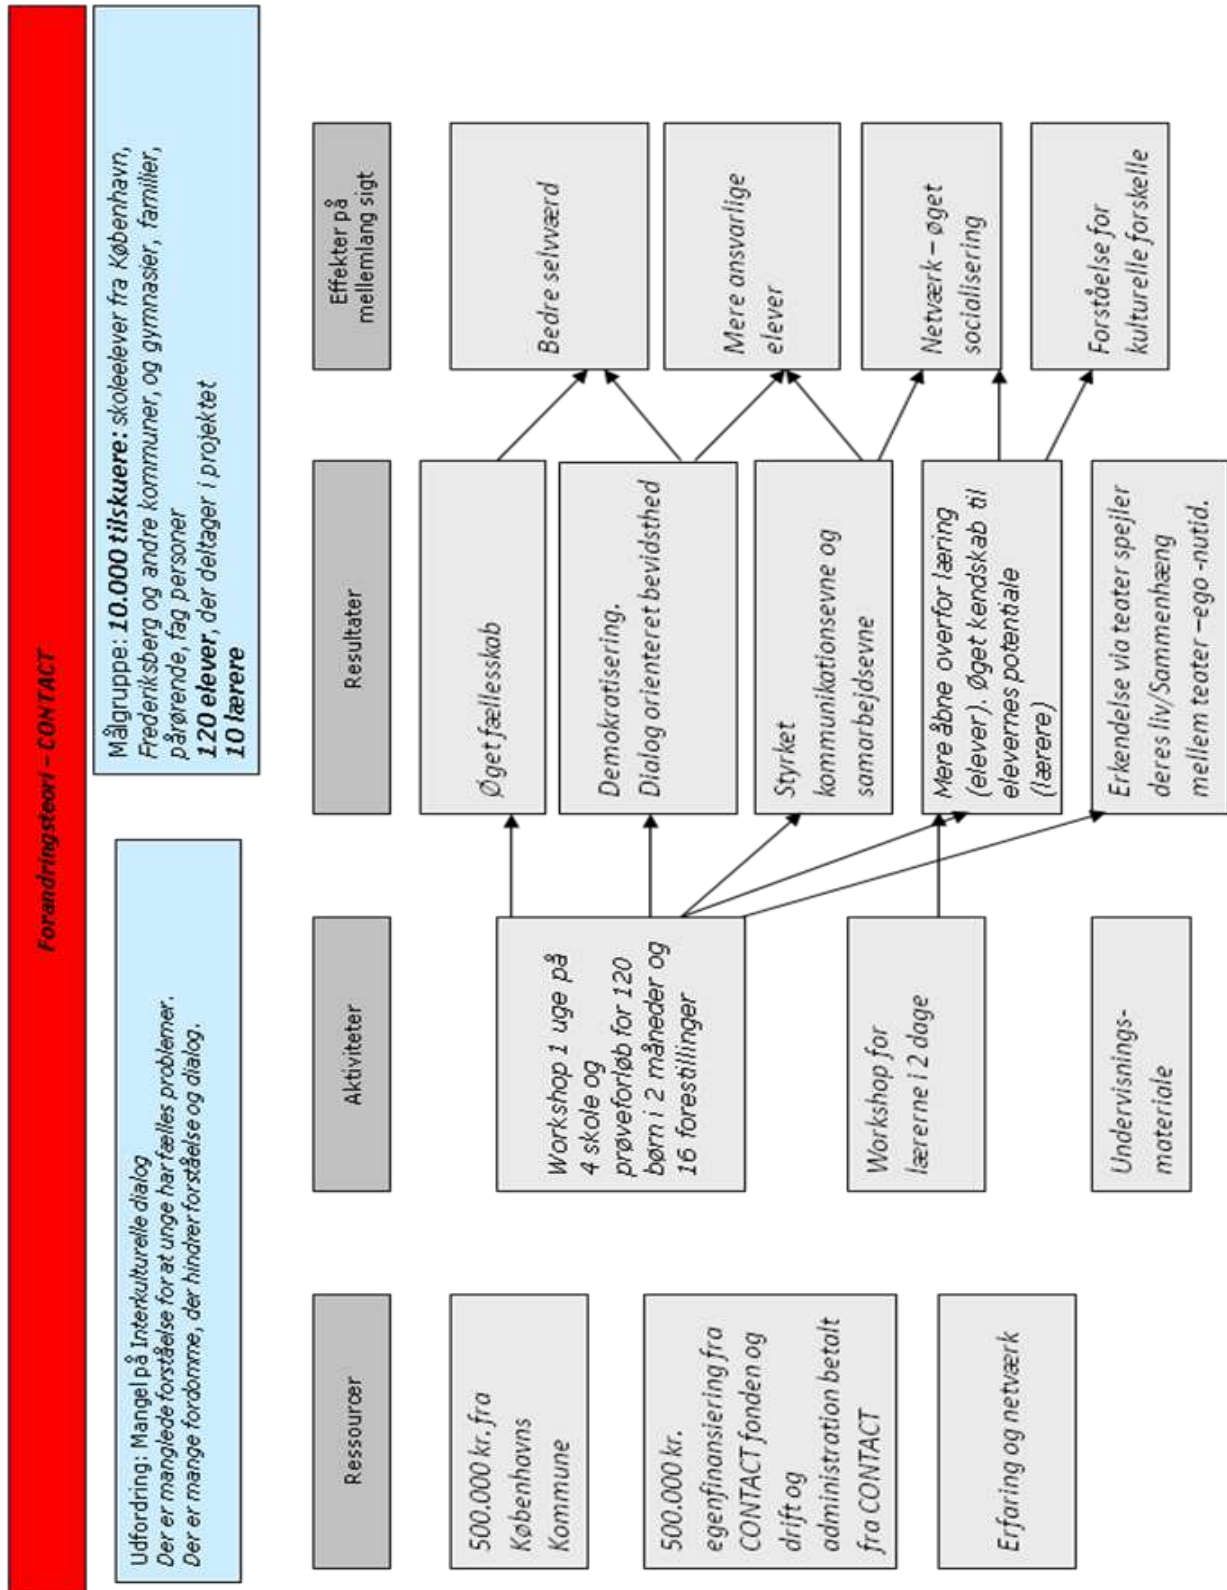 Forandringsteori – CONTACT
Udfordring: Mangel på Interkulturelle dialog
Der er manglede forståelse for at unge har fælles problemer.
Der er mange fordomme, der hindrer forståelse og dialog.
Målgruppe: 10.000 tilskuere: skoleelever fra København,
Frederiksberg og andre kommuner, og gymnasier, familier,
pårørende, fag personer
120 elever, der deltager i projektet
10 lærere
Ressourcer
500.000 kr. fra
Københavns
Kommune
500.000 kr.
egenfinansiering fra
CONTACT fonden og
drift og
administration betalt
fra CONTACT
Erfaring og netværk
Aktiviteter
Workshop 1 uge på
4 skole og
prøveforløb for 120
børn i 2 måneder og
16 forestillinger
Workshop for
lærerne i 2 dage
Undervisnings-
materiale
Resultater
Øget fællesskab
Demokratisering.
Dialog orienteret bevidsthed
Styrket
kommunikationsevne og
samarbejdsevne
Mere åbne overfor læring
(elever). Øget kendskab til
elevernes potentiale
(lærere)
Erkendelse via teater spejler
deres liv/Sammenhæng
mellem teater –ego -nutid.
Effekter på
mellemlang sigt
Bedre selvværd
Mere ansvarlige
elever
Netværk – øget
socialisering
Forståelse for
kulturelle forskelle